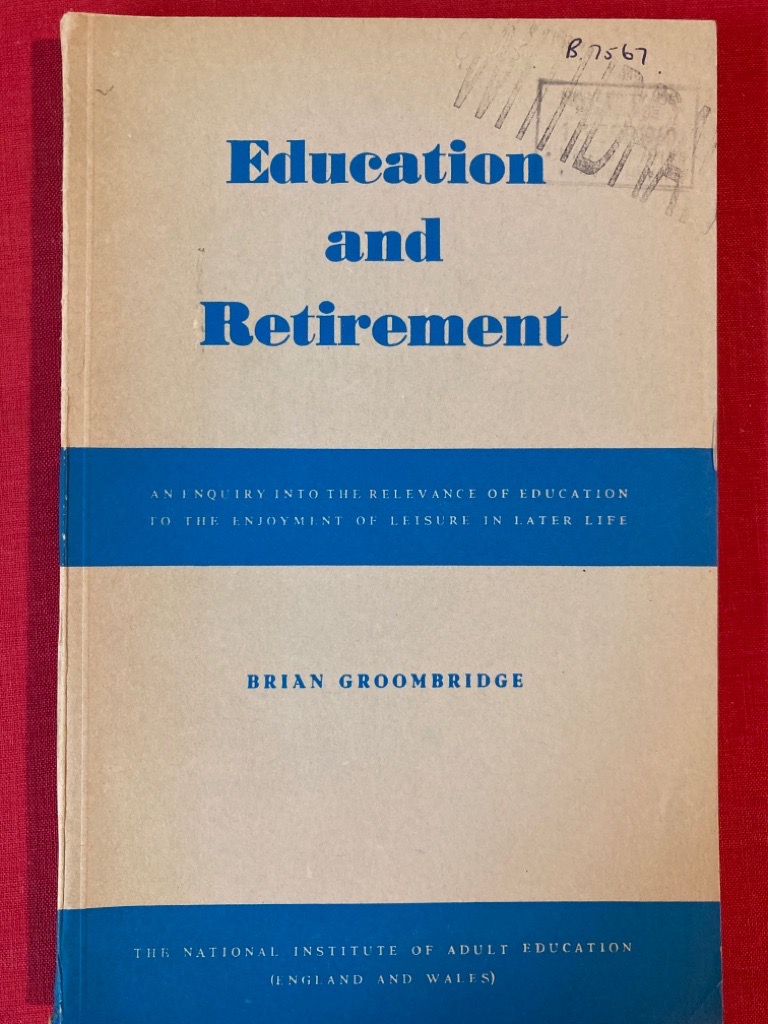 B.7567.
WITHDRA
Education
and
Retirement
AN ENQUIRY INTO THE RELEVANCE OF EDUCATION
TO THE ENJOYMENT OF LEISURE IN LATER LIFE
BRIAN GROOMBRIDGE
THE NATIONAL INSTITUTE OF ADULT EDUCATION
(ENGLAND AND WALES)